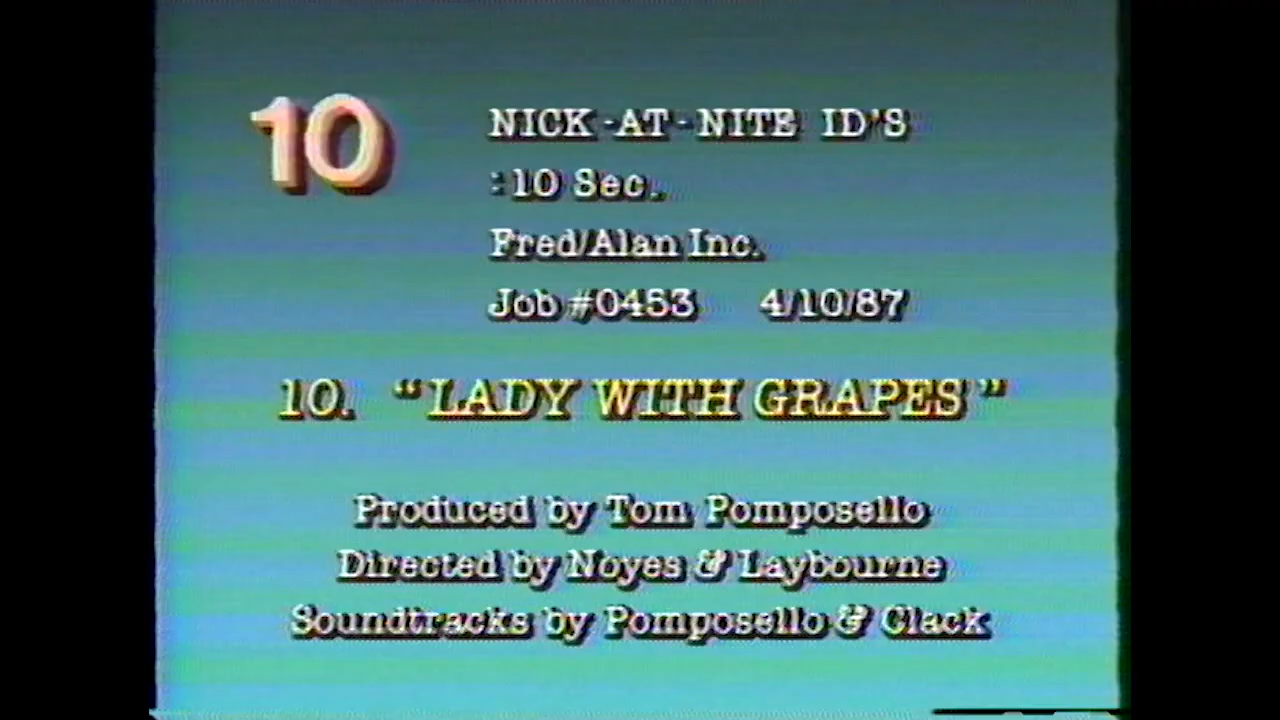 10
NICK-AT-NITE ID'S
:10 Sec.
Fred/Alan Inc.
Job #0453 4/10/87
10. "LADY WITH GRAPES"
Produced by Tom Pomposello
Directed by Noyes & Laybourne
Soundtracks by Pomposello & Clack